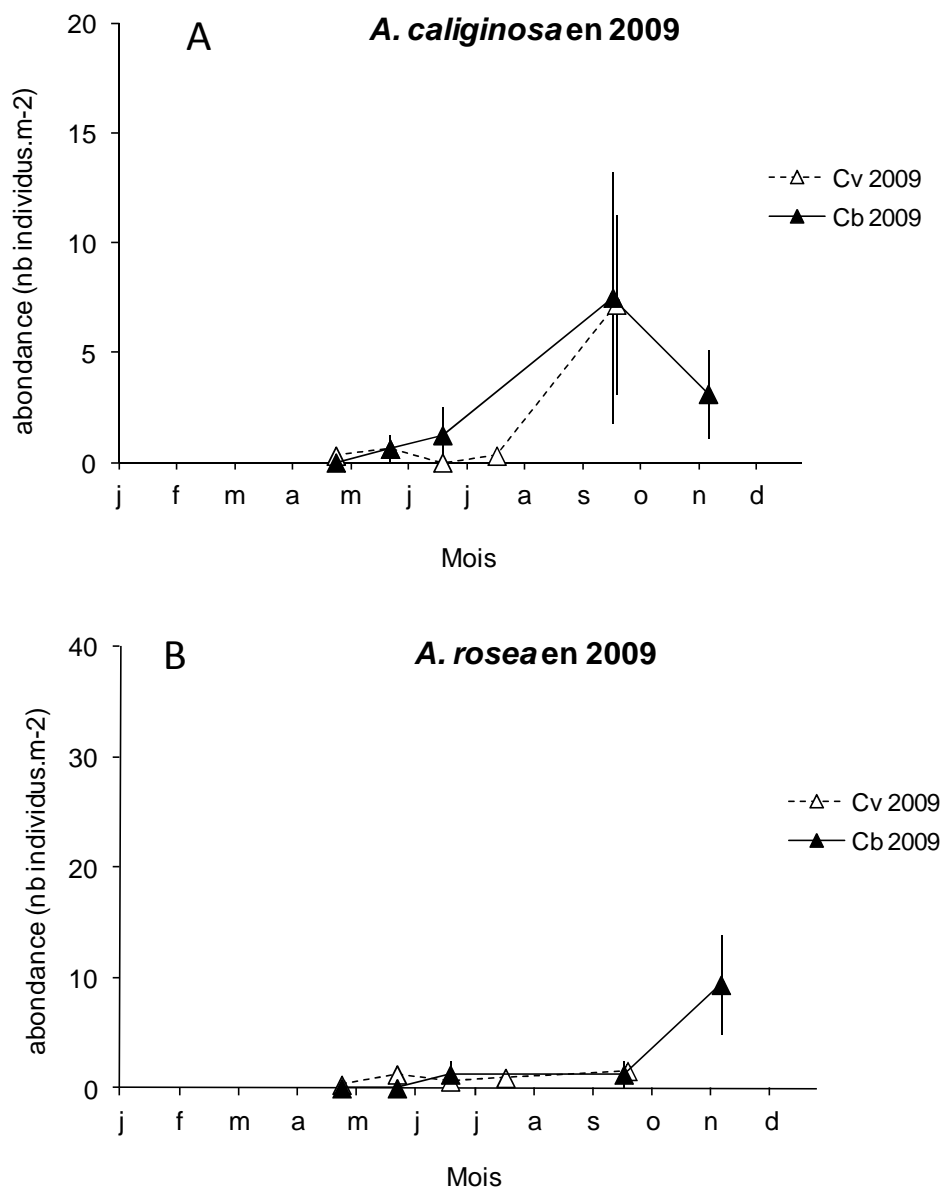 A
A. caliginosa en 2009
abondance (nb individus.m-2)
20
15
10
5
0
j f m a m j j a s o n d
Mois
Cv 2009
Cb 2009
B
A. rosea en 2009
abondance (nb individus.m-2)
40
30
20
10
0
j f m a m j j a s o n d
Mois
Cv 2009
Cb 2009